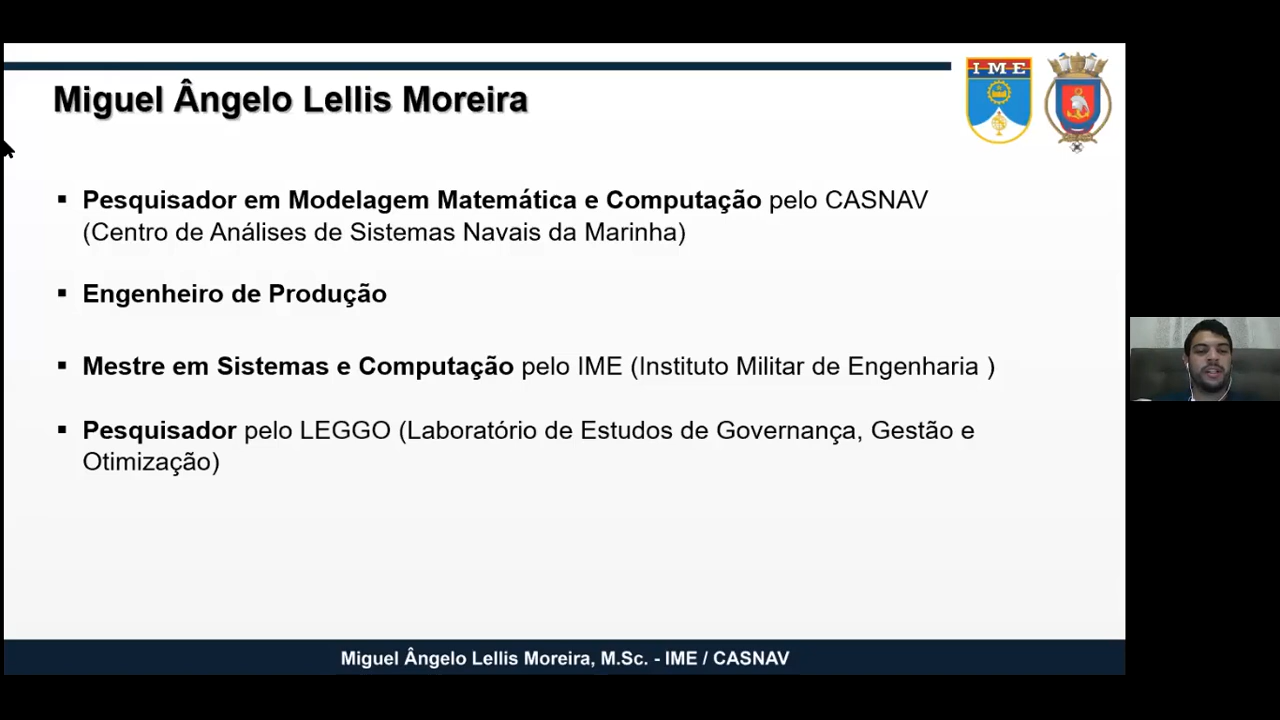 Miguel Ângelo Lellis Moreira
IME
▪ Pesquisador em Modelagem Matemática e Computação pelo CASNAV
(Centro de Análises de Sistemas Navais da Marinha)
▪ Engenheiro de Produção
▪ Mestre em Sistemas e Computação pelo IME (Instituto Militar de Engenharia )
▪ Pesquisador pelo LEGGO (Laboratório de Estudos de Governança, Gestão e
Otimização)
Miguel Ângelo Lellis Moreira, M.Sc. - IME / CASNAV